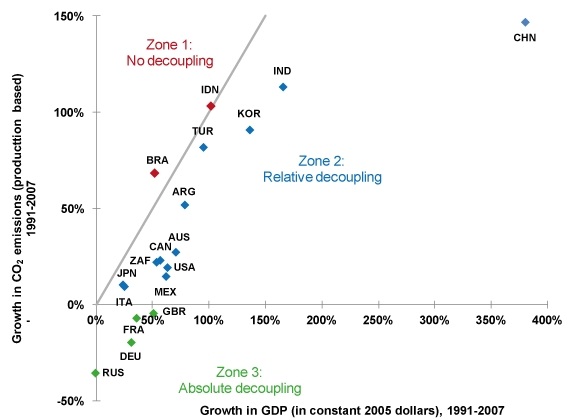 150%
100%
50%
0%
-50%
Growth in CO2 emissions (producttion based)
1991-2007
-
Zone 1:
No decoupling
CHN
IND
IDN
KOR
TUR
BRA
Zone 2:
Relative decoupling
ARG
AUS
CAN
ZAF
USA
JPN
MEX
ITA
GBR
0% 50% 100% 150% 200% 250% 300% 350% 400%
FRA
DEU
RUS
Zone 3:
Absolute decoupling
Growth in GDP (in constant 2005 dollars), 1991-2007